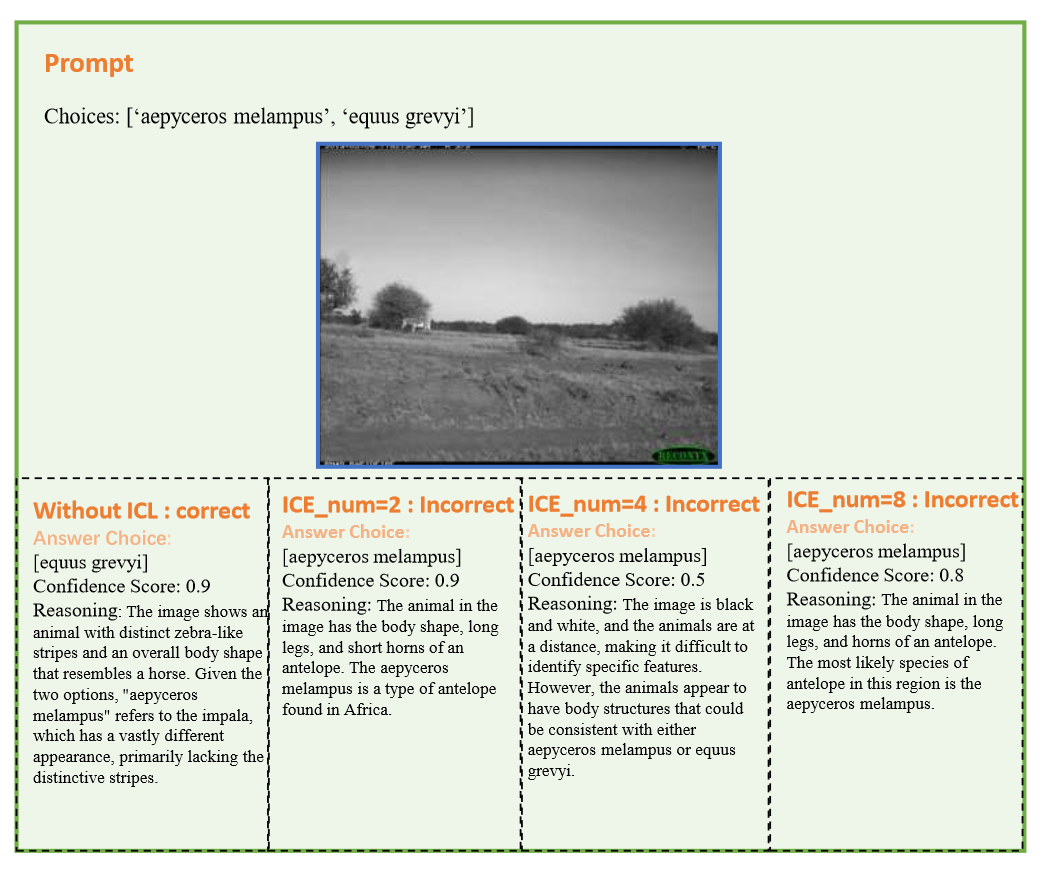 Prompt
Choices: [‘aepyceros melampus’, ‘equus grevyi’]
RECONYX
Without ICL : correct
Answer Choice:
[equus grevyi]
Confidence Score: 0.9
Reasoning: The image shows an
animal with distinct zebra-like
stripes and an overall body shape
that resembles a horse. Given the
two options, "aepyceros
melampus" refers to the impala,
which has a vastly different
appearance, primarily lacking the
distinctive stripes.
ICE_num=2 : Incorrect
Answer Choice:
[aepyceros melampus]
Confidence Score: 0.9
Reasoning: The animal in the
image has the body shape, long
legs, and short horns of an
antelope. The aepyceros
melampus is a type of antelope
found in Africa.
ICE_num=4 : Incorrect
Answer Choice:
[aepyceros melampus]
Confidence Score: 0.5
Reasoning: The image is black
and white, and the animals are at
a distance, making it difficult to
identify specific features.
However, the animals appear to
have body structures that could
be consistent with either
aepyceros melampus or equus
grevyi.
ICE_num=8 : Incorrect
Answer Choice:
[aepyceros melampus]
Confidence Score: 0.8
Reasoning: The animal in the
image has the body shape, long
legs, and horns of an antelope.
The most likely species of
antelope in this region is the
aepyceros melampus.